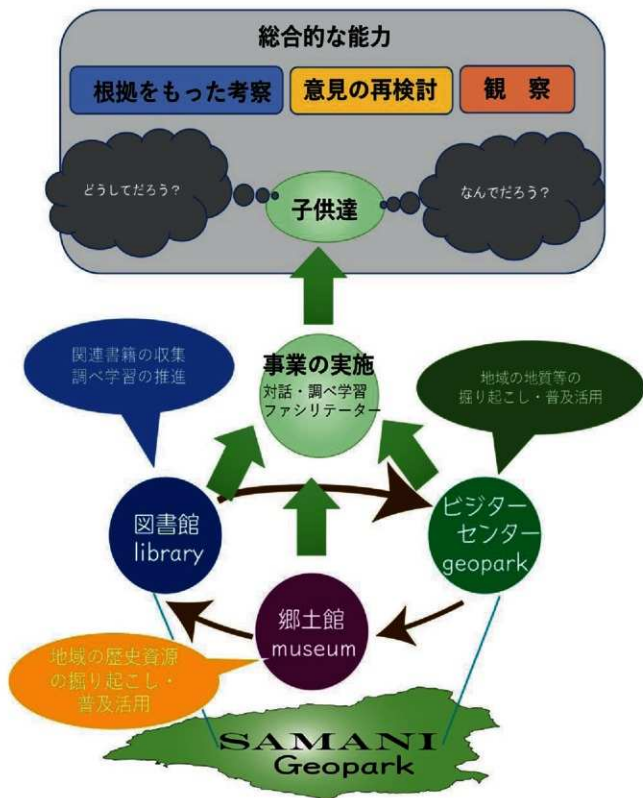 総合的な能力
根拠をもった考察
意見の再検討
観　察
どうしてだろう？
なんでだろう？
子供達
関連書籍の収集
調べ学習の推進
事業の実施
対話・調べ学習
ファシリテーター
地域の地質等の
掘り起こし・普及活用
図書館
library
ビジター
センター
geopark
郷土館
museum
地域の歴史資源
の掘り起こし・
普及活用
SAMANI
Geopark